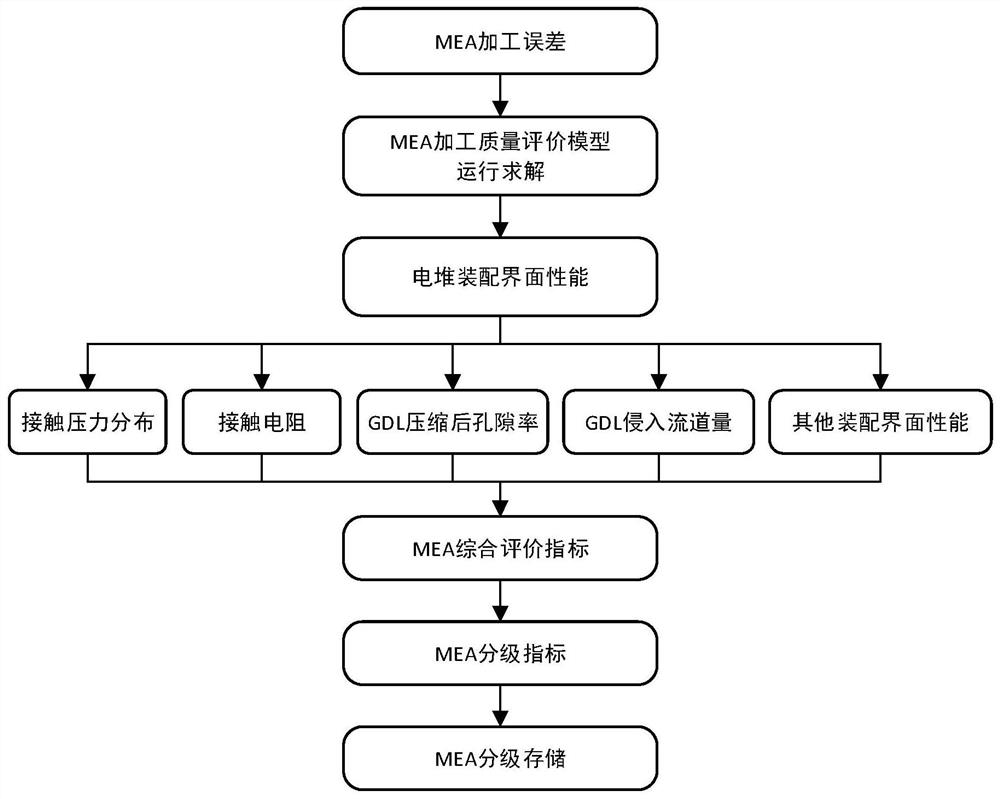 MEA加工误差
MEA加工质量评价模型
运行求解
电堆装配界面性能
接触压力分布
接触电阻
GDL压缩后孔隙率
GDL侵入流道量
其他装配界面性能
MEA综合评价指标
MEA分级指标
MEA分级存储